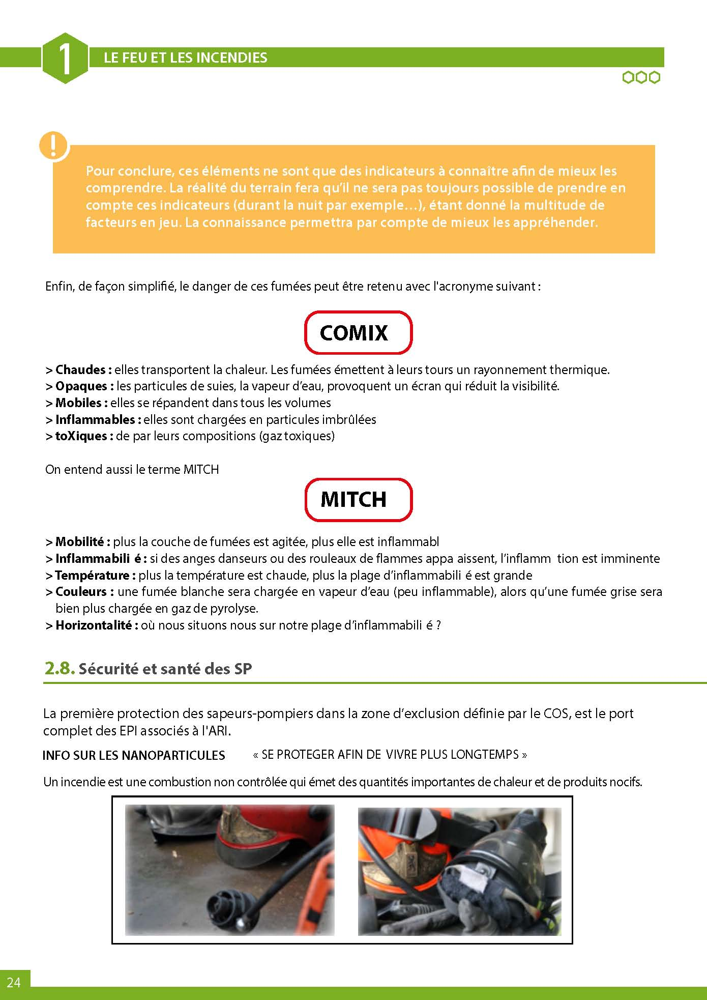 1
LE FEU ET LES INCENDIES
!
Pour conclure, ces éléments ne sont que des indicateurs à connaître afin de mieux les
comprendre. La réalité du terrain fera qu’il ne sera pas toujours possible de prendre en
compte ces indicateurs (durant la nuit par exemple…), étant donné la multitude de
facteurs en jeu. La connaissance permettra par compte de mieux les appréhender.
Enfin, de façon simplifié, le danger de ces fumées peut être retenu avec l'acronyme suivant :
COMIX
> Chaudes : elles transportent la chaleur. Les fumées émettent à leurs tours un rayonnement thermique.
> Opaques : les particules de suies, la vapeur d’eau, provoquent un écran qui réduit la visibilité.
> Mobiles : elles se répandent dans tous les volumes
> Inflammables : elles sont chargées en particules imbrûlées
> toXiques : de par leurs compositions (gaz toxiques)
On entend aussi le terme MITCH
MITCH
> Mobilité : plus la couche de fumées est agitée, plus elle est inflammabl
> Inflammabili é : si des anges danseurs ou des rouleaux de flammes appa aissent, l’inflamm tion est imminente
> Température : plus la température est chaude, plus la plage d’inflammabili é est grande
> Couleurs : une fumée blanche sera chargée en vapeur d’eau (peu inflammable), alors qu’une fumée grise sera
bien plus chargée en gaz de pyrolyse.
> Horizontalité : où nous situons nous sur notre plage d’inflammabili é ?
2.8. Sécurité et santé des SP
La première protection des sapeurs-pompiers dans la zone d’exclusion définie par le COS, est le port
complet des EPI associés à l'ARI.
INFO SUR LES NANOPARTICULES « SE PROTEGER AFIN DE VIVRE PLUS LONGTEMPS »
Un incendie est une combustion non contrôlée qui émet des quantités importantes de chaleur et de produits nocifs.
24